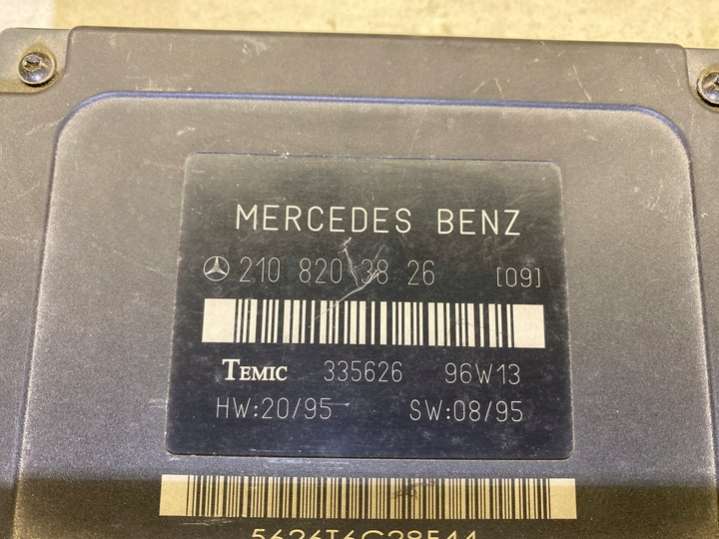 MERCEDES BENZ
210 820 38 26 [09]
TEMIC 335626 96W13
HW:20/95 SW:08/95